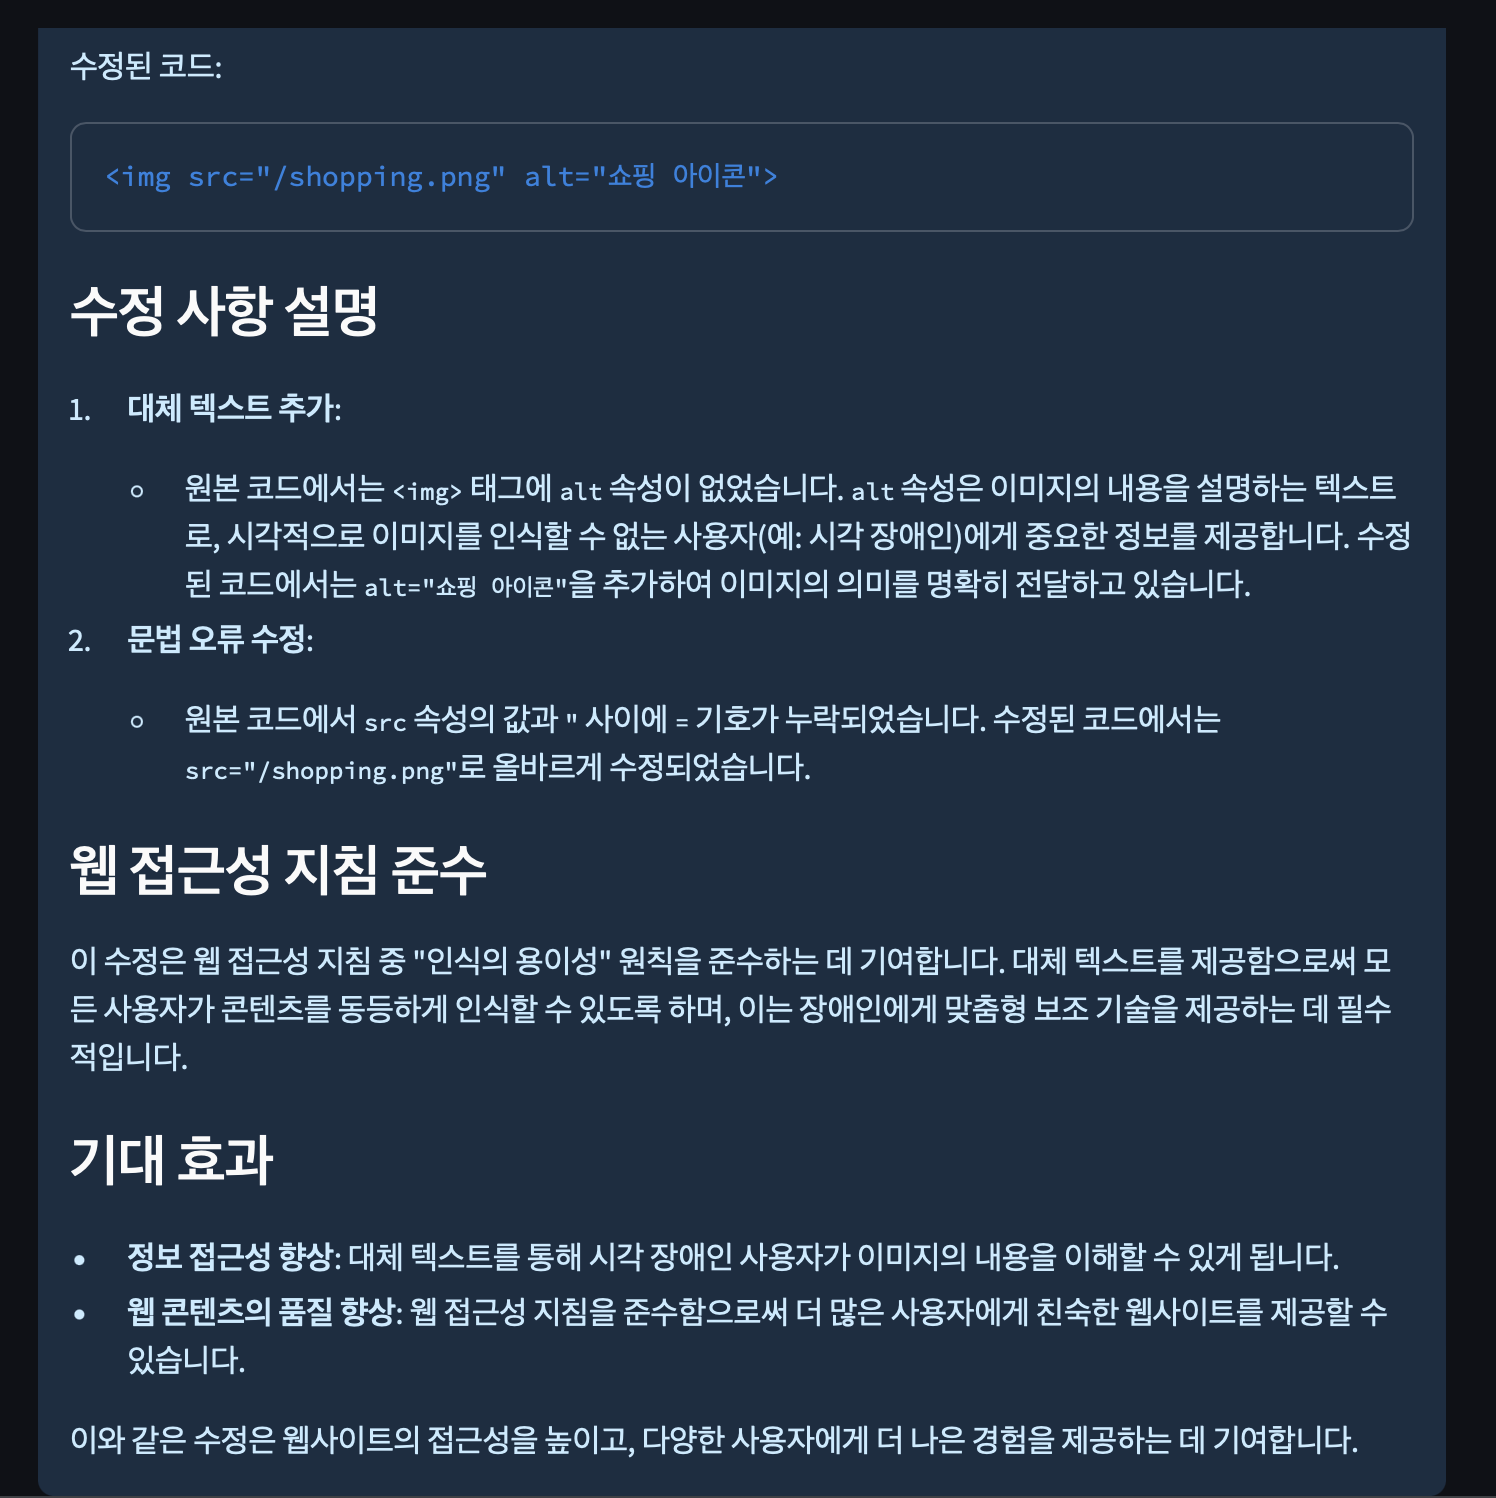 수정된 코드:
<img src="/shopping.png" alt="쇼핑 아이콘">
수정 사항 설명
1. 대체 텍스트 추가:
원본 코드에서는 <img> 태그에 alt 속성이 없었습니다. alt 속성은 이미지의 내용을 설명하는 텍스트
로, 시각적으로 이미지를 인식할 수 없는 사용자(예: 시각 장애인)에게 중요한 정보를 제공합니다. 수정
된 코드에서는 alt="쇼핑 아이콘"을 추가하여 이미지의 의미를 명확히 전달하고 있습니다.
2. 문법 오류 수정:
원본 코드에서 src 속성의 값과 " 사이에 = 기호가 누락되었습니다. 수정된 코드에서는
src="/shopping.png"로 올바르게 수정되었습니다.
웹 접근성 지침 준수
이 수정은 웹 접근성 지침 중 "인식의 용이성" 원칙을 준수하는 데 기여합니다. 대체 텍스트를 제공함으로써 모
든 사용자가 콘텐츠를 동등하게 인식할 수 있도록 하며, 이는 장애인에게 맞춤형 보조 기술을 제공하는 데 필수
적입니다.
기대 효과
• 정보 접근성 향상: 대체 텍스트를 통해 시각 장애인 사용자가 이미지의 내용을 이해할 수 있게 됩니다.
• 웹 콘텐츠의 품질 향상: 웹 접근성 지침을 준수함으로써 더 많은 사용자에게 친숙한 웹사이트를 제공할 수
있습니다.
이와 같은 수정은 웹사이트의 접근성을 높이고, 다양한 사용자에게 더 나은 경험을 제공하는 데 기여합니다.